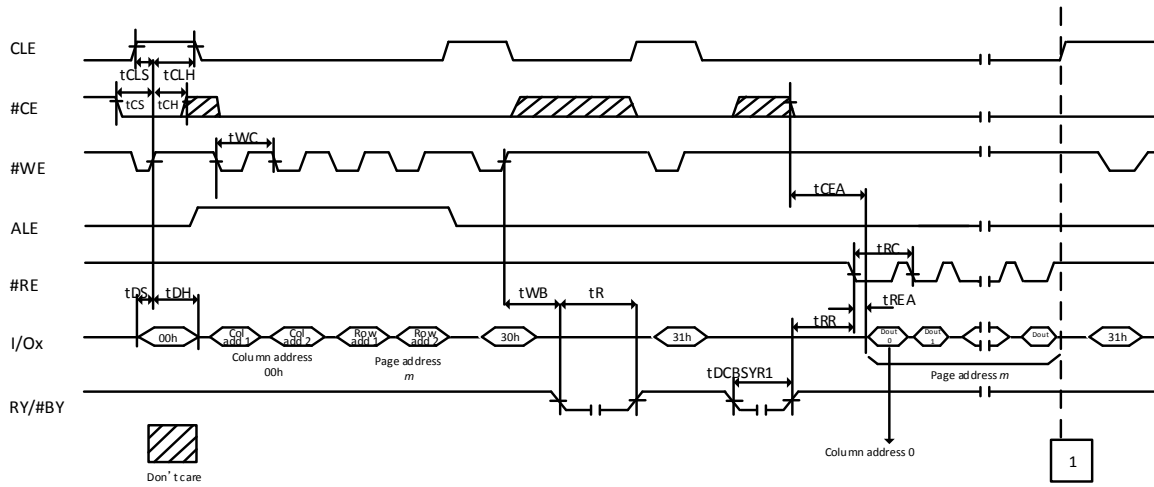 CLE
tCLS tCLH
#CE
tCS tCH
tWC
#WE
tCEA
ALE
tRC
#RE
tDS tDH
tWB tR
tREA
tRR
I/Ox
00h
Col add 1
Col add 2
Row add 1
Row add 2
30h
31h
Dout 0
Dout 1
Dout
31h
Column address
00h
Page address
m
tDCBSYR1
Page address m
RY/#BY
Column address 0
1
Don't care